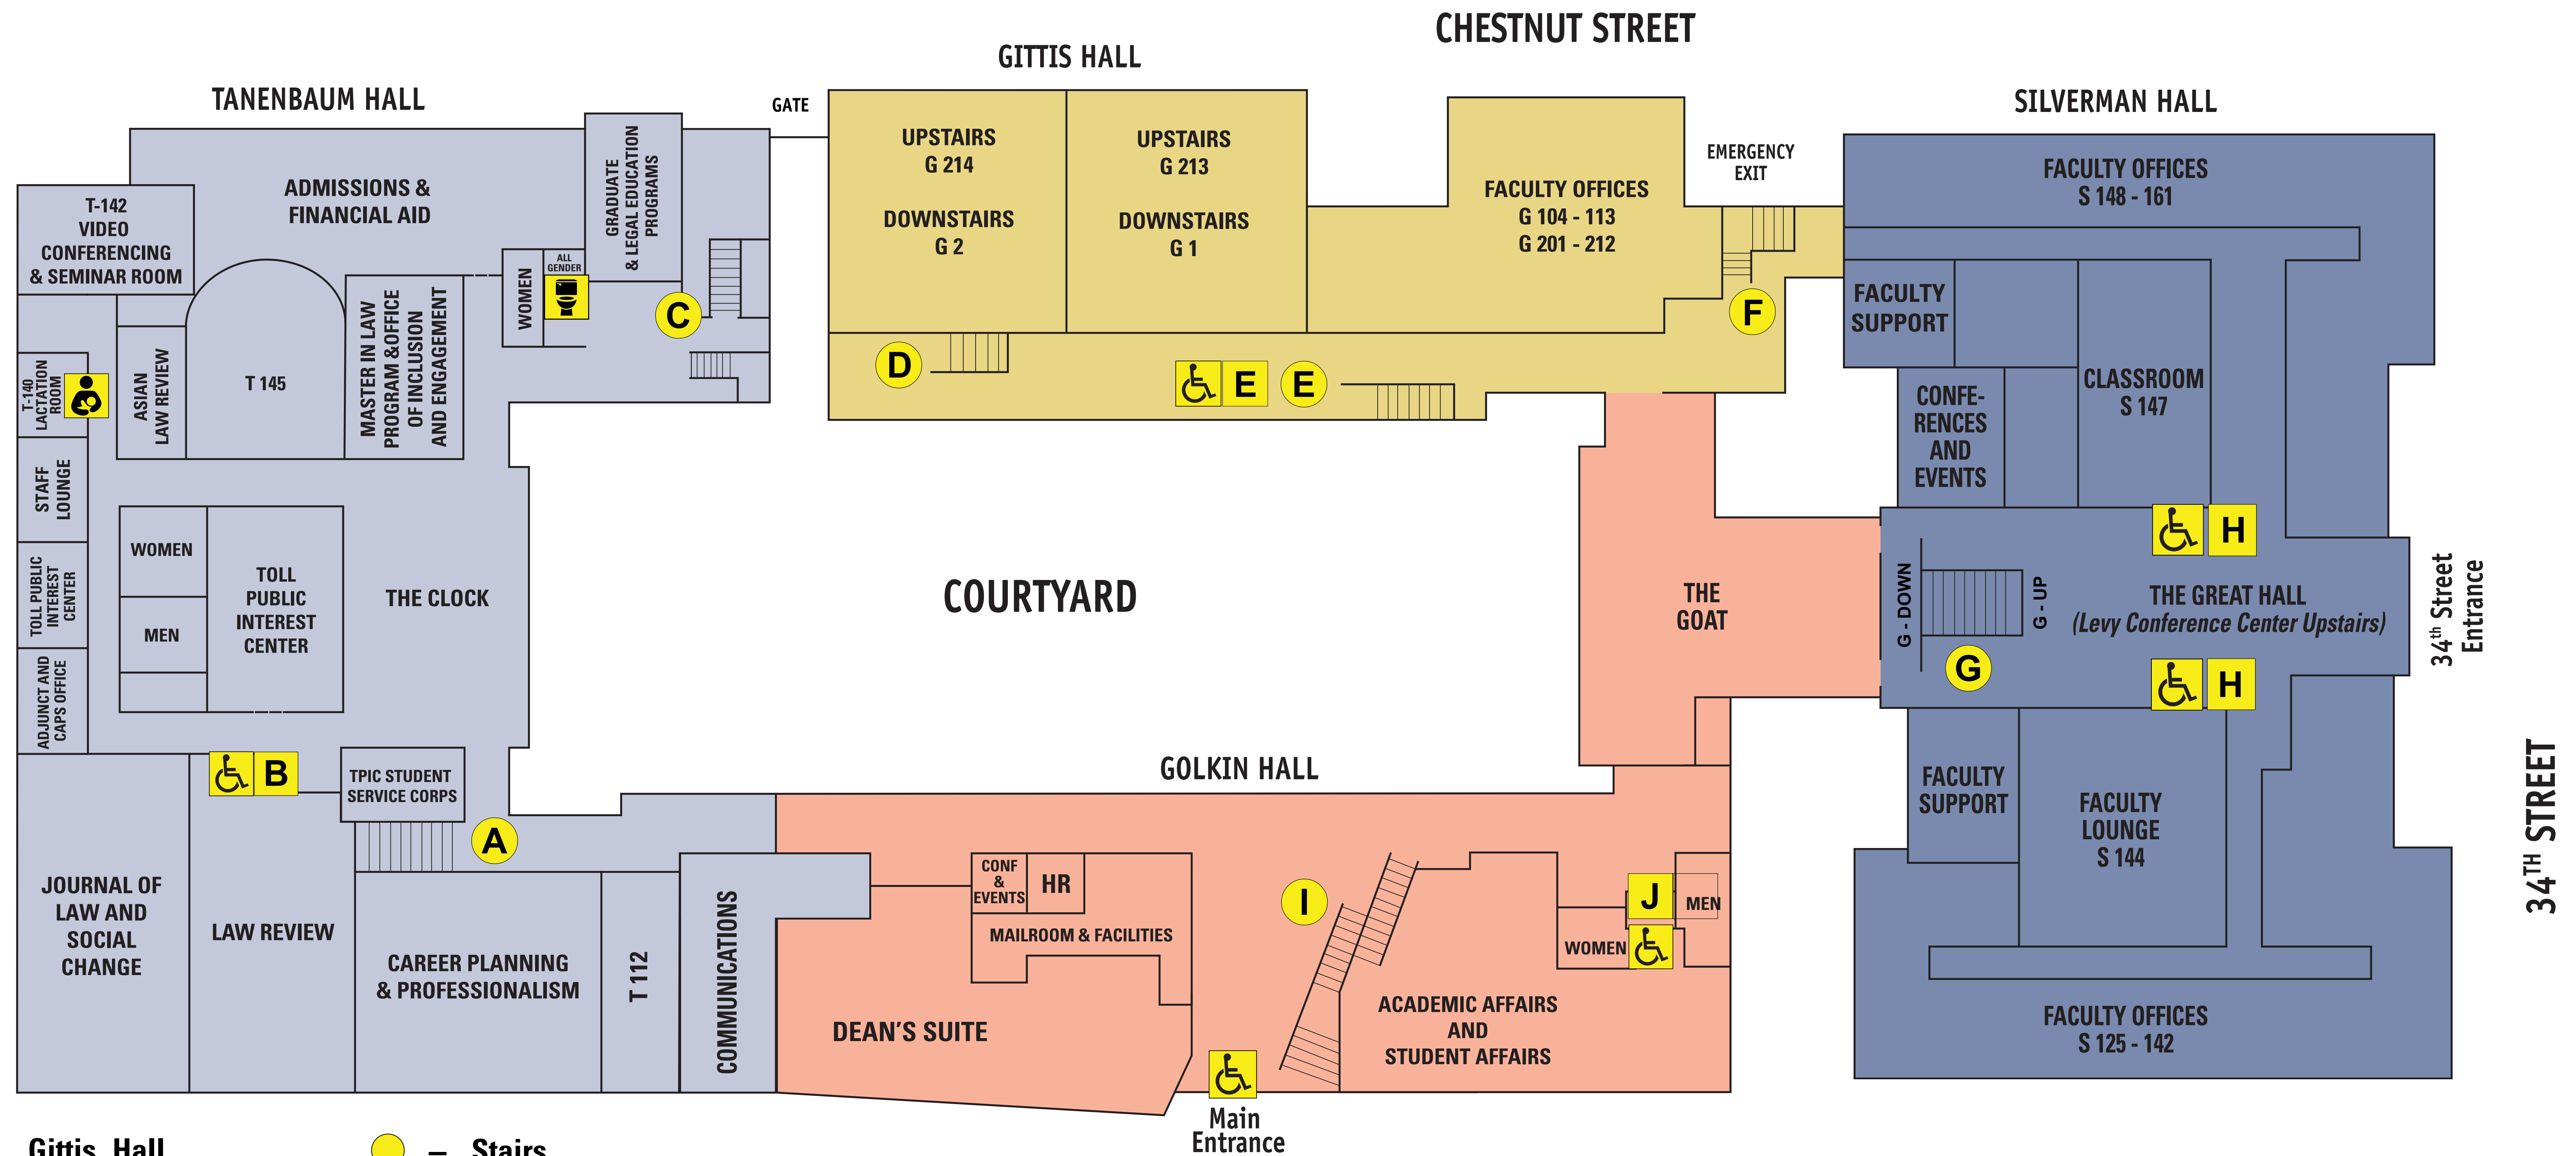 CHESTNUT STREET
GITTIS HALL
TANENBAUM HALL
GATE
SILVERMAN HALL
T-142
VIDEO
CONFERENCING
& SEMINAR ROOM
ADMISSIONS &
FINANCIAL AID
GRADUATE
& LEGAL EDUCATION
PROGRAMS
WOMEN
ALL
GENDER
C
T-140
LACTATION
ROOM
ASIAN
LAW REVIEW
T 145
MASTER IN LAW
PROGRAM &OFFICE
OF INCLUSION
AND ENGAGEMENT
STAFF
LOUNGE
TOLL PUBLIC
INTEREST
CENTER
ADJUNCT AND
CAPS OFFICE
WOMEN
MEN
TOLL
PUBLIC
INTEREST
CENTER
THE CLOCK
B
TPIC STUDENT
SERVICE CORPS
A
JOURNAL OF
LAW AND
SOCIAL
CHANGE
LAW REVIEW
CAREER PLANNING
& PROFESSIONALISM
T 112
COMMUNICATIONS
UPSTAIRS
G 214
DOWNSTAIRS
G 2
UPSTAIRS
G 213
DOWNSTAIRS
G 1
FACULTY OFFICES
G 104 - 113
G 201 - 212
EMERGENCY
EXIT
D
E
E
F
COURTYARD
THE
GOAT
GOLKIN HALL
CONF
&
EVENTS
HR
MAILROOM & FACILITIES
DEAN'S SUITE
I
ACADEMIC AFFAIRS
AND
STUDENT AFFAIRS
J
MEN
WOMEN
Main
Entrance
FACULTY OFFICES
S 148 - 161
FACULTY
SUPPORT
CONFE-
RENCES
AND
EVENTS
CLASSROOM
S 147
H
G - DOWN
G - UP
THE GREAT HALL
(Levy Conference Center Upstairs)
G
H
34th Street
Entrance
FACULTY
SUPPORT
FACULTY
LOUNGE
S 144
FACULTY OFFICES
S 125 - 142
34TH STREET
Gittis Hall
– Stairs